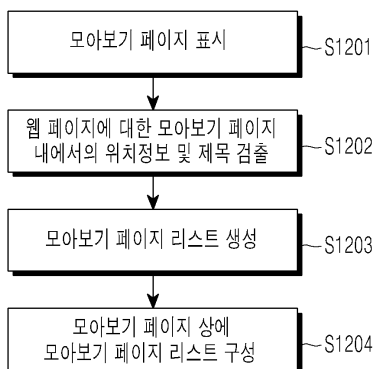 모아보기 페이지 표시
S1201
웹 페이지에 대한 모아보기 페이지
내에서의 위치정보 및 제목 검출
S1202
모아보기 페이지 리스트 생성
S1203
모아보기 페이지 상에
모아보기 페이지 리스트 구성
S1204